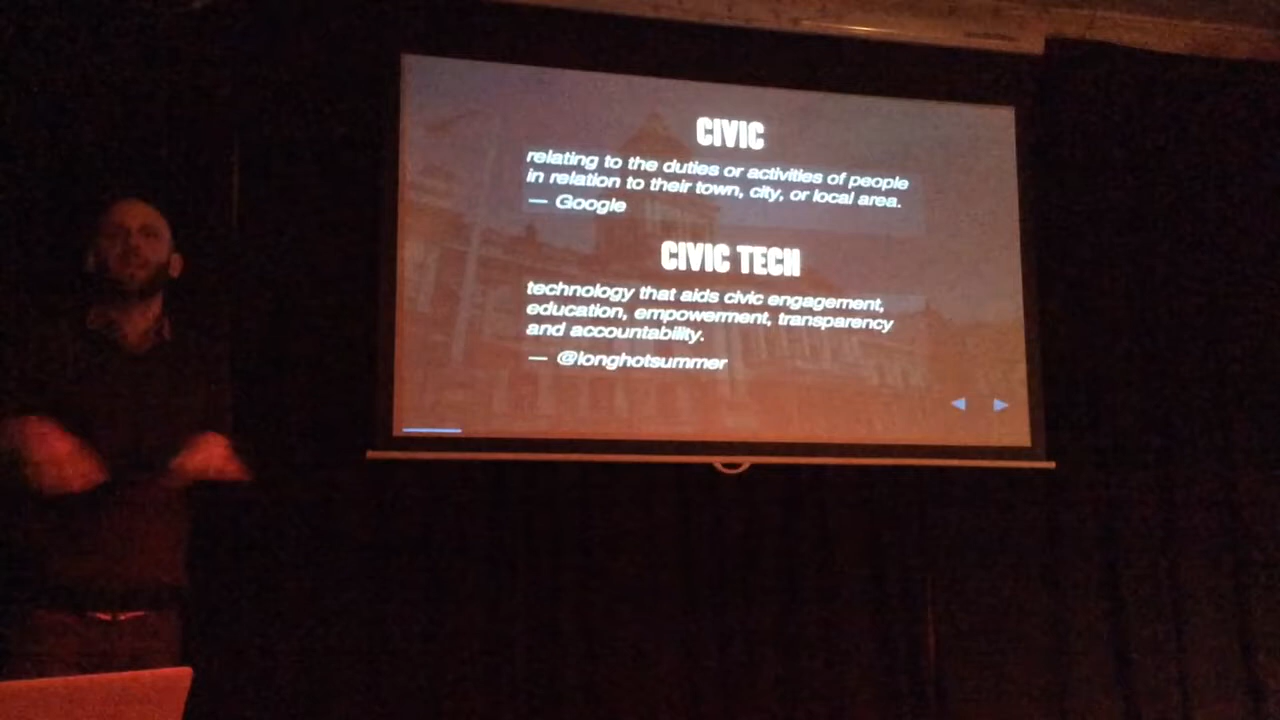 CIVIC
relating to the duties or activities of people
in relation to their town, city, or local area.
— Google
CIVIC TECH
technology that aids civic engagement,
education, empowerment, transparency
and accountability.
— @longhotsummer